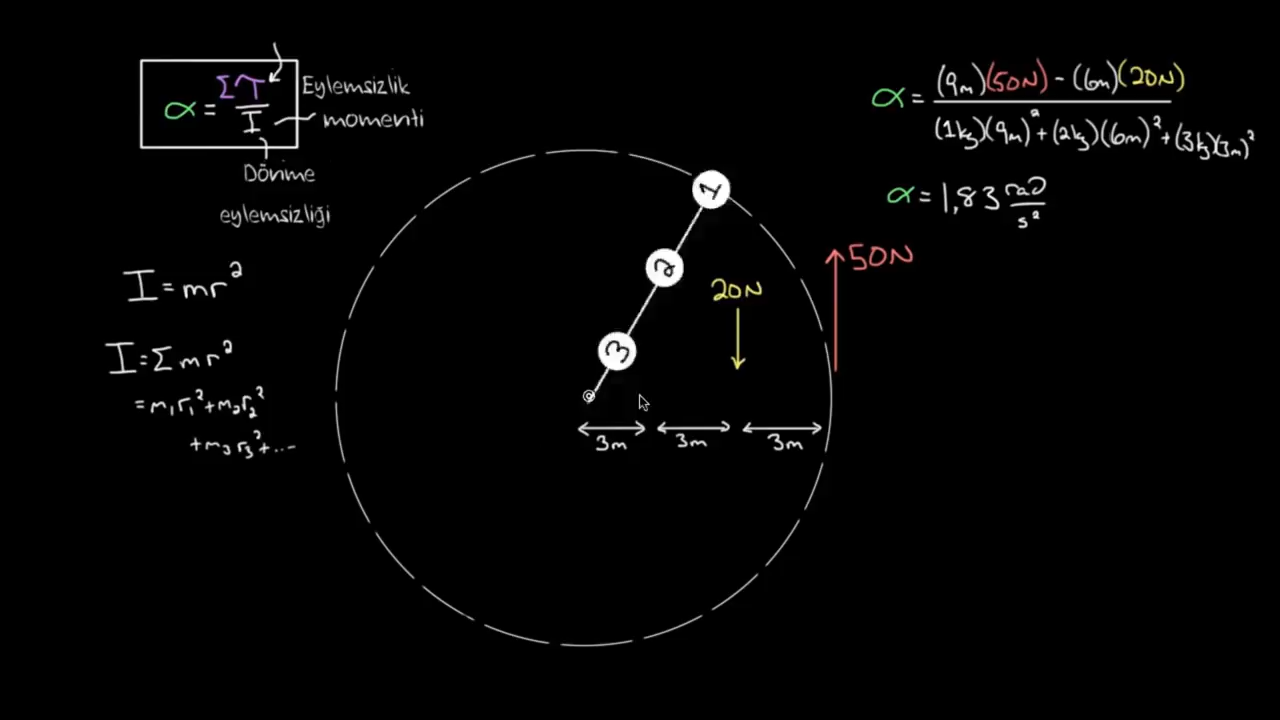 α = Στ / I
Eylemsizlik
momenti
Dönme
eylemsizliği
I = mr²
I = Σ mr²
= m₁r₁² + m₂r₂²
+ m₃r₃² + ...
1
2
3
20N
50N
3m 3m 3m
α = (9m)(50N) - (6m)(20N) / (1kg)(9m)² + (2kg)(6m)² + (3kg)(3m)²
α = 1,83 rad/s²